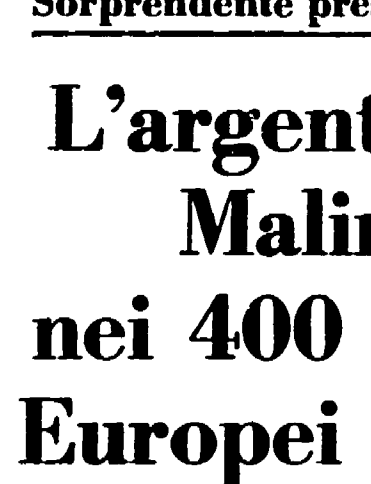 Sorprendente pre
L'argent
Malin
nei 400
Europei